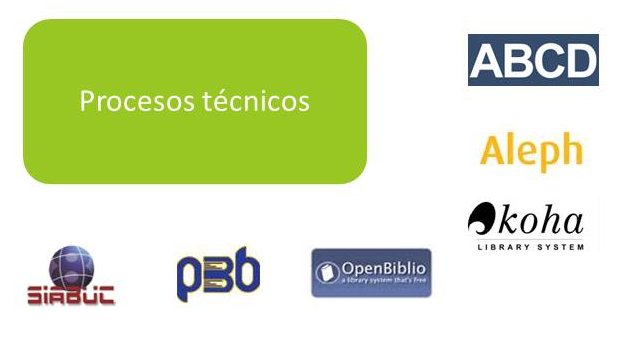 Procesos técnicos
ABCD
Aleph
koha
LIBRARY SYSTEM
SIABUC
PBB
OpenBiblio
a library system that's free